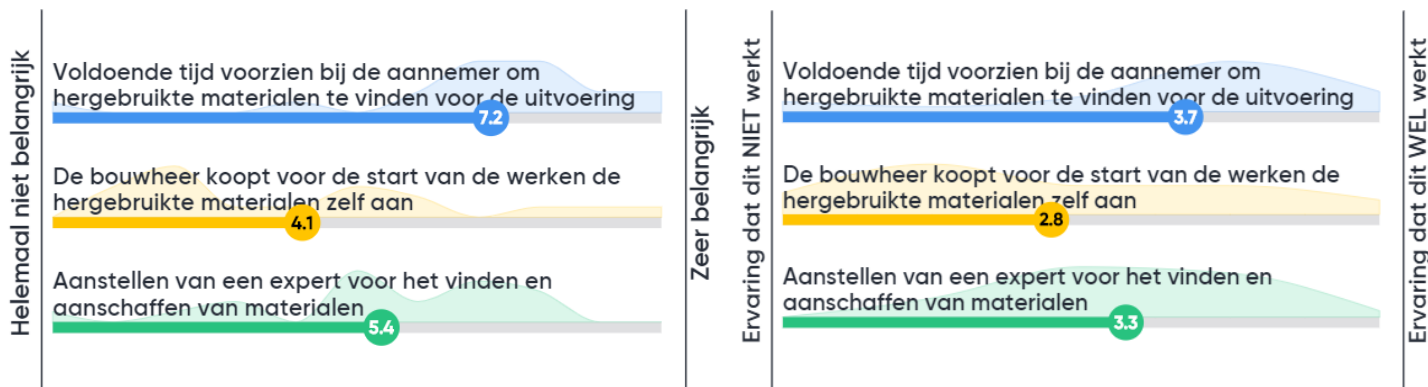 Helemaal niet belangrijk
Voldoende tijd voorzien bij de aannemer om
hergebruikte materialen te vinden voor de uitvoering
7.2
De bouwheer koopt voor de start van de werken de
hergebruikte materialen zelf aan
4.1
Aanstellen van een expert voor het vinden en
aanschaffen van materialen
5.4
Zeer belangrijk
Ervaring dat dit NIET werkt
Voldoende tijd voorzien bij de aannemer om
hergebruikte materialen te vinden voor de uitvoering
3.7
De bouwheer koopt voor de start van de werken de
hergebruikte materialen zelf aan
2.8
Aanstellen van een expert voor het vinden en
aanschaffen van materialen
3.3
Ervaring dat dit WEL werkt